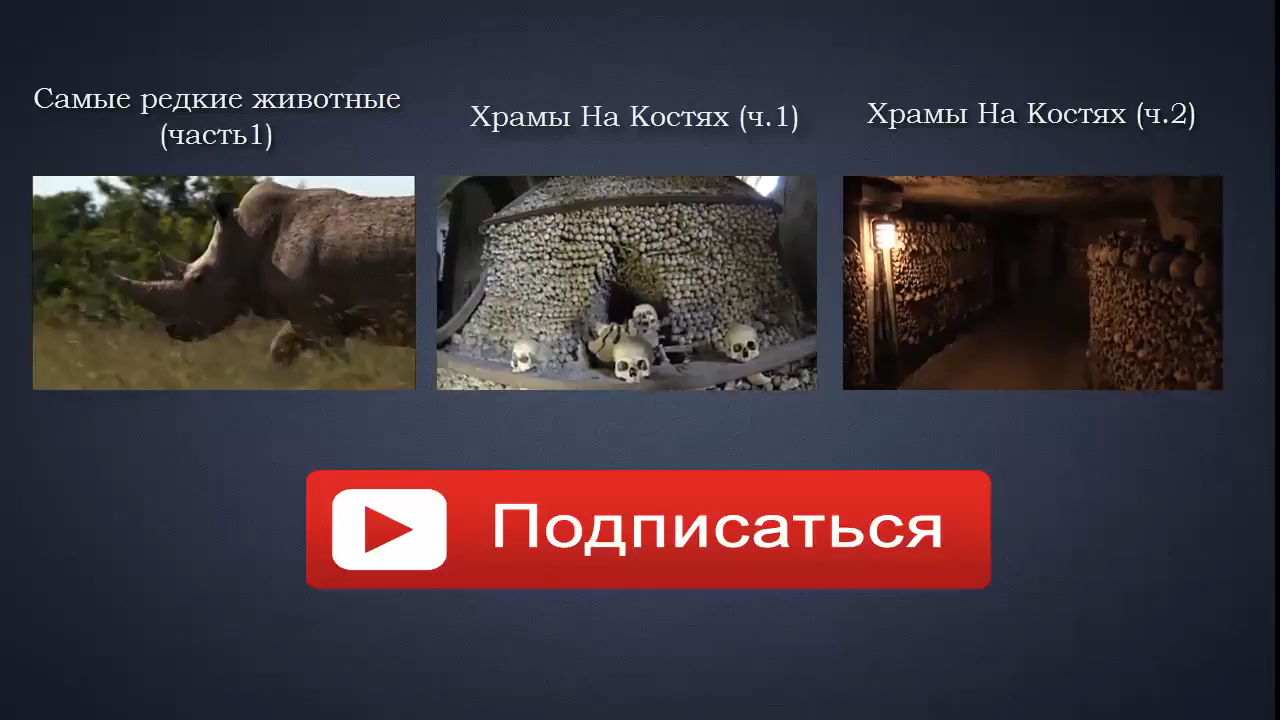 Самые редкие животные
(часть1)
Храмы На Костях (ч.1)
Храмы На Костях (ч.2)
Подписаться